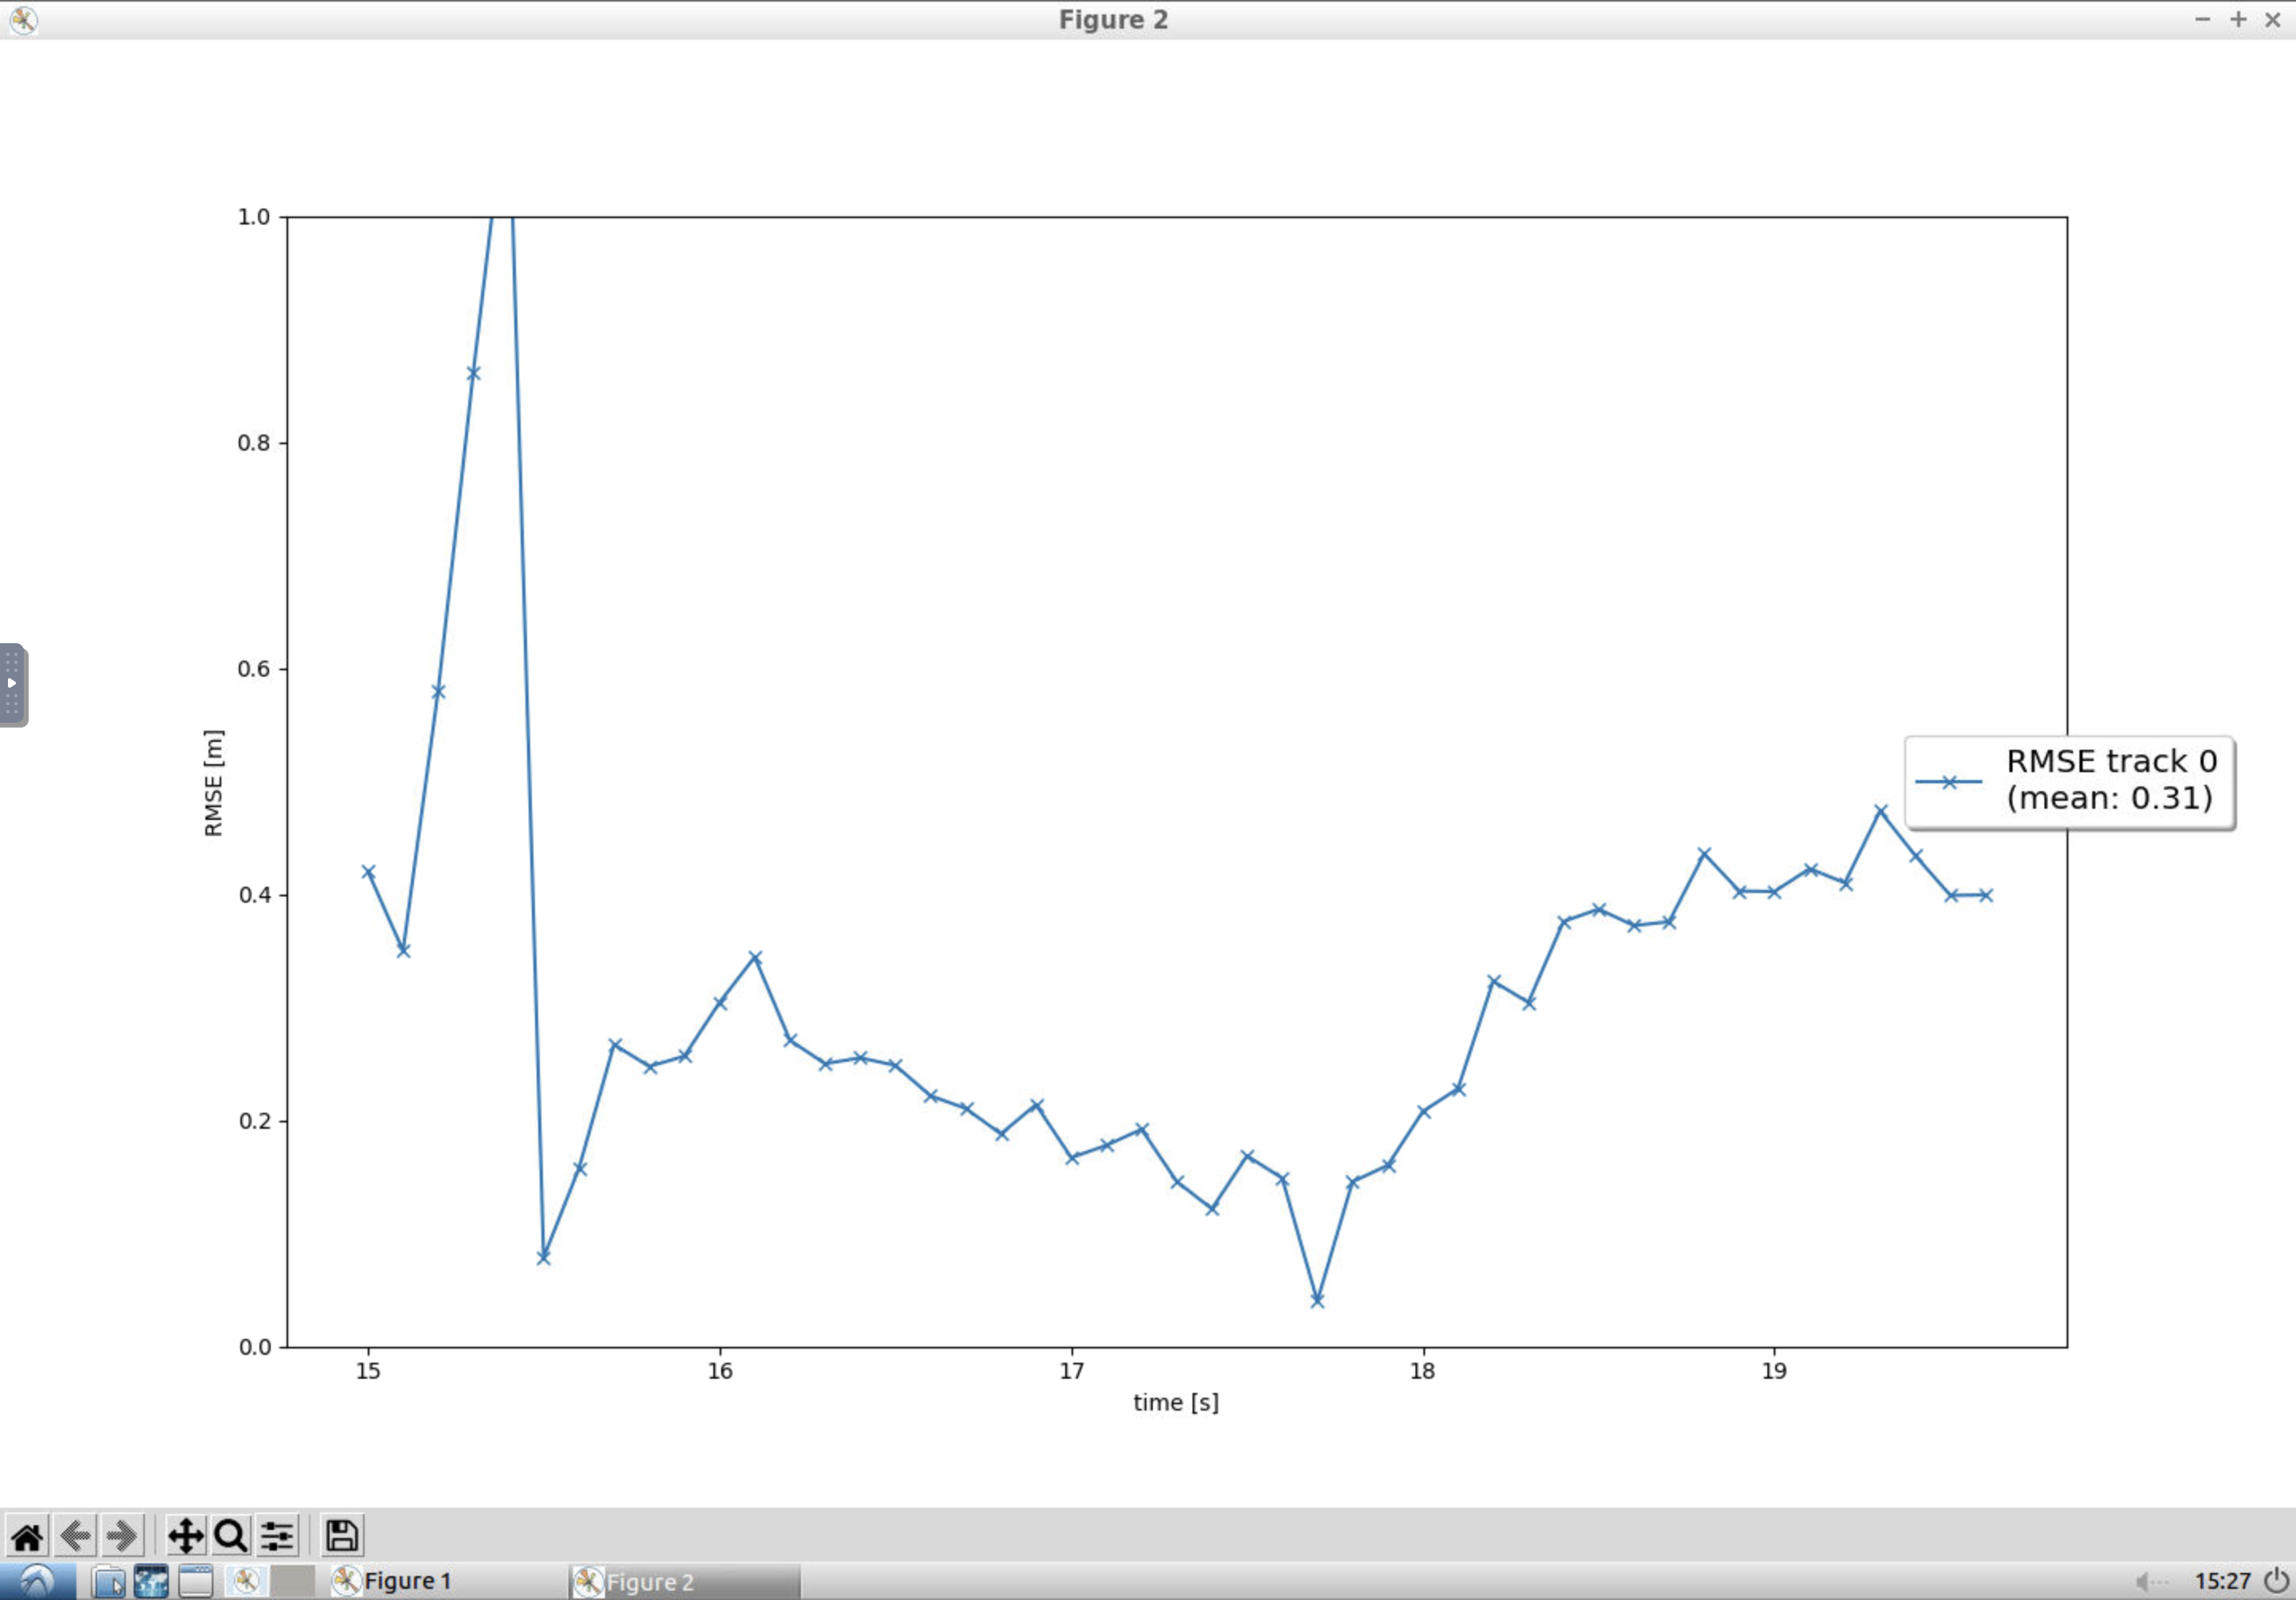 Figure 2
1.0
0.8
0.6
0.4
0.2
0.0
RMSE [m]
RMSE track 0
(mean: 0.31)
15 16 17 18 19
time [s]
Figure 1
Figure 2
15:27